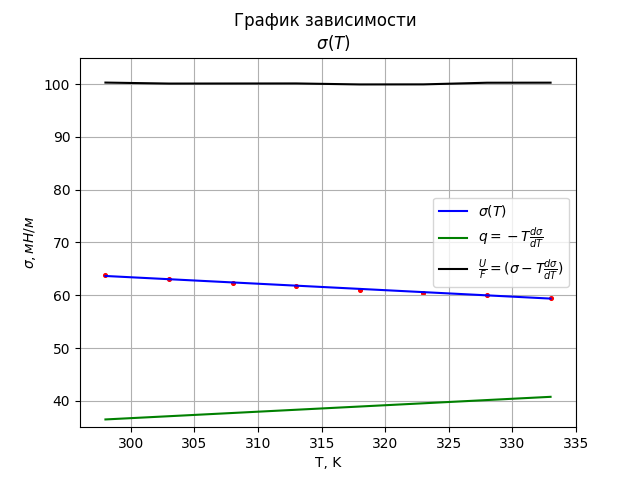 График зависимости
σ(T)
100
90
80
70
60
50
40
σ, мН/м
σ(T)
q = −T dσ/dT
U/F = (σ − T dσ/dT)
300 305 310 315 320 325 330 335
T, K